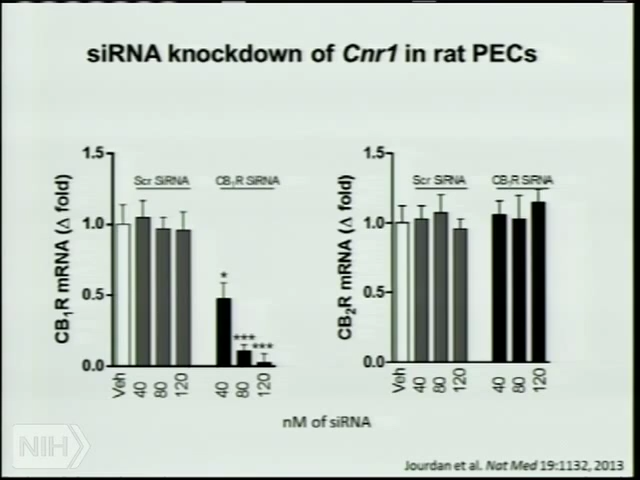 siRNA knockdown of Cnr1 in rat PECs
CB1R mRNA (Δ fold)
1.5
1.0
0.5
0.0
Scr SiRNA
CB1R SiRNA
*
***
***
Veh
40
80
120
40
80
120
CB2R mRNA (Δ fold)
1.5
1.0
0.5
0.0
Scr SiRNA
CB1R SiRNA
Veh
40
80
120
40
80
120
nM of siRNA
NIH
Jourdan et al. Nat Med 19:1132, 2013